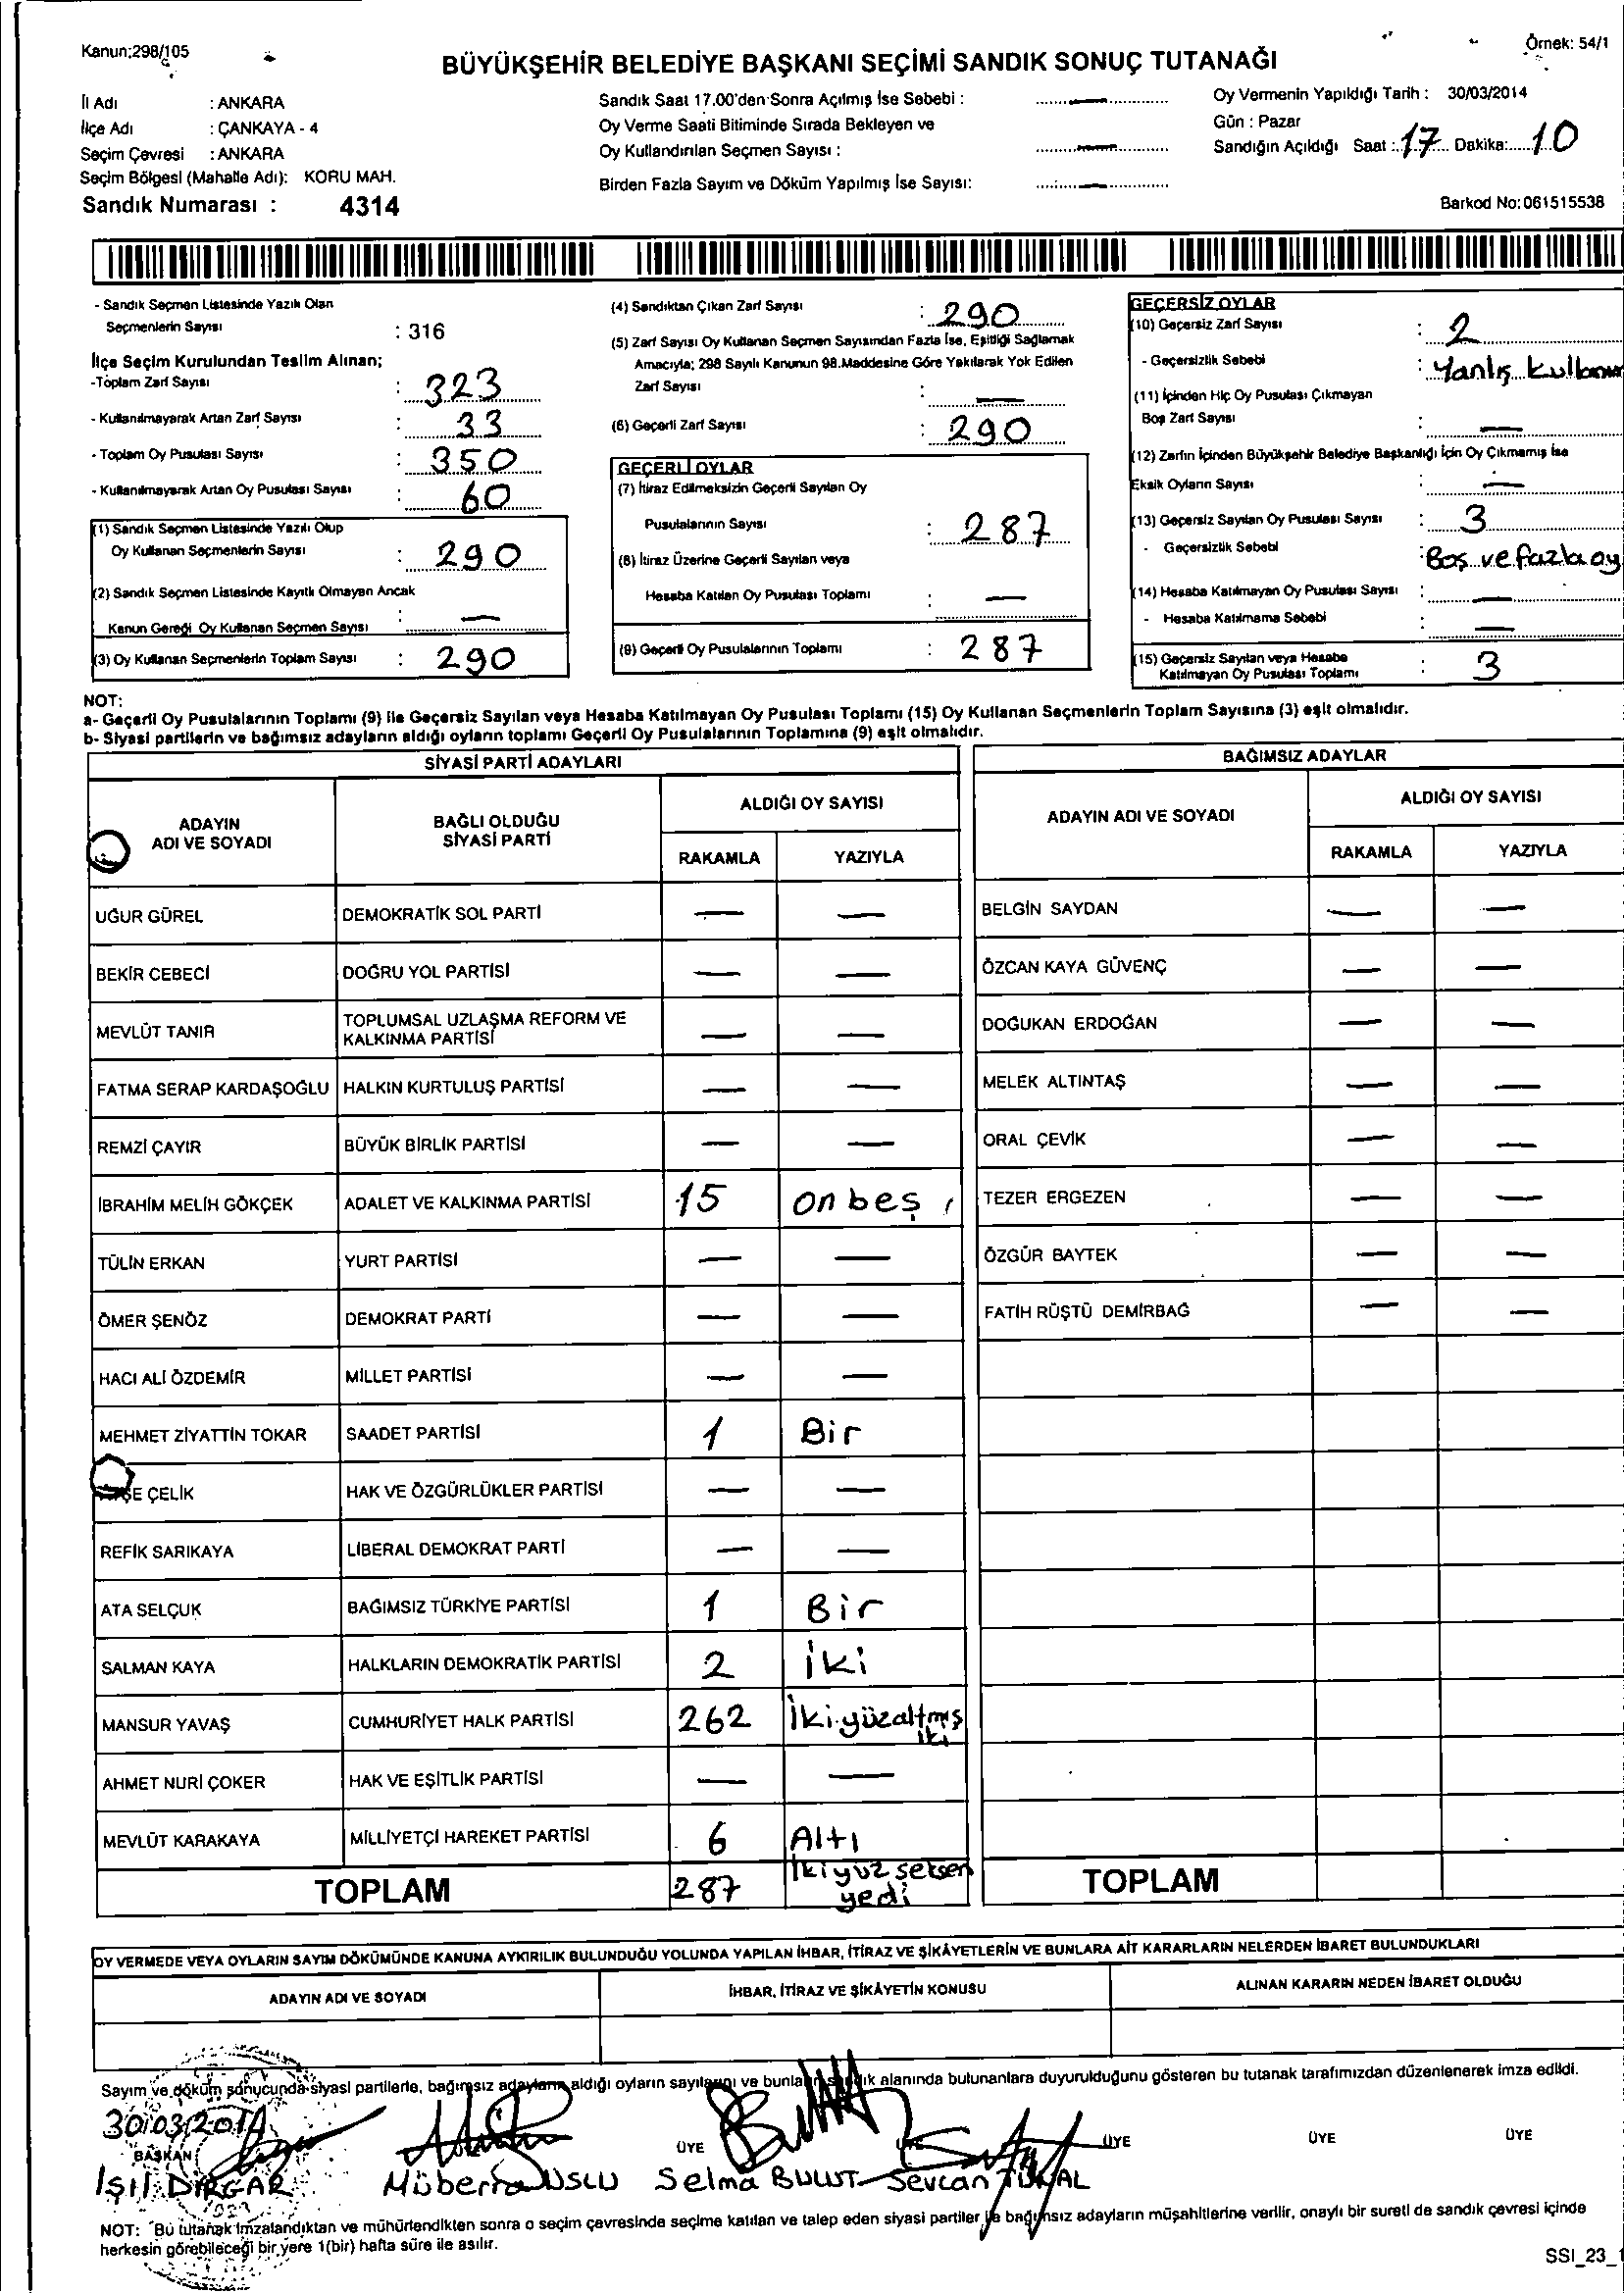 Kanun:298/105
Örnek: 54/1
BÜYÜKŞEHİR BELEDİYE BAŞKANI SEÇİMİ SANDIK SONUÇ TUTANAĞI
İl Adı : ANKARA
İlçe Adı : ÇANKAYA - 4
Seçim Çevresi : ANKARA
Seçim Bölgesi (Mahalle Adı): KORU MAH.
Sandık Numarası : 4314
Sandık Saat 17.00'den Sonra Açılmış İse Sebebi : —
Oy Verme Saati Bitiminde Sırada Bekleyen ve
Oy Kullandırılan Seçmen Sayısı : —
Birden Fazla Sayım ve Döküm Yapılmış İse Sayısı: —
Oy Vermenin Yapıldığı Tarih : 30/03/2014
Gün : Pazar
Sandığın Açıldığı Saat : 17 Dakika: 10
Barkod No: 061515538
- Sandık Seçmen Listesinde Yazılı Olan
Seçmenlerin Sayısı : 316
İlçe Seçim Kurulundan Teslim Alınan;
-Toplam Zarf Sayısı : 323
- Kullanılmayarak Artan Zarf Sayısı : 33
- Toplam Oy Pusulası Sayısı : 350
- Kullanılmayarak Artan Oy Pusulası Sayısı : 60
(1) Sandık Seçmen Listesinde Yazılı Olup
Oy Kullanan Seçmenlerin Sayısı : 290
(2) Sandık Seçmen Listesinde Kayıtlı Olmayan Ancak
Kanun Gereği Oy Kullanan Seçmen Sayısı : —
(3) Oy Kullanan Seçmenlerin Toplam Sayısı : 290
(4) Sandıktan Çıkan Zarf Sayısı : 290
(5) Zarf Sayısı Oy Kullanan Seçmen Sayısından Fazla İse, Eşitliği Sağlamak
Amacıyla; 298 Sayılı Kanunun 98.Maddesine Göre Yakılarak Yok Edilen
Zarf Sayısı : —
(6) Geçerli Zarf Sayısı : 290
GEÇERLİ OYLAR
(7) İtiraz Edilmeksizin Geçerli Sayılan Oy
Pusulalarının Sayısı : 287
(8) İtiraz Üzerine Geçerli Sayılan veya
Hesaba Katılan Oy Pusulası Toplamı : —
(9) Geçerli Oy Pusulalarının Toplamı : 287
GEÇERSİZ OYLAR
(10) Geçersiz Zarf Sayısı : 2
- Geçersizlik Sebebi : Yanlış
(11) İçinden Hiç Oy Pusulası Çıkmayan
Boş Zarf Sayısı : —
(12) Zarfın İçinden Büyükşehir Belediye Başkanlığı İçin Oy Çıkmamış İse
Eksik Oyların Sayısı : —
(13) Geçersiz Sayılan Oy Pusulası Sayısı : 3
- Geçersizlik Sebebi : Boş ve fazla oy
(14) Hesaba Katılmayan Oy Pusulası Sayısı : —
- Hesaba Katılmama Sebebi : —
(15) Geçersiz Sayılan veya Hesaba
Katılmayan Oy Pusulası Toplamı : 3
NOT:
a- Geçerli Oy Pusulalarının Toplamı (9) ile Geçersiz Sayılan veya Hesaba Katılmayan Oy Pusulası Toplamı (15) Oy Kullanan Seçmenlerin Toplam Sayısına (3) eşit olmalıdır.
b- Siyasi partilerin ve bağımsız adayların aldığı oyların toplamı Geçerli Oy Pusulalarının Toplamına (9) eşit olmalıdır.
SİYASİ PARTİ ADAYLARI
ADAYIN ADI VE SOYADI
BAĞLI OLDUĞU SİYASİ PARTİ
ALDIĞI OY SAYISI
RAKAMLA YAZIYLA
UĞUR GÜREL DEMOKRATİK SOL PARTİ — —
BEKİR CEBECİ DOĞRU YOL PARTİSİ — —
MEVLÜT TANIR TOPLUMSAL UZLAŞMA REFORM VE KALKINMA PARTİSİ — —
FATMA SERAP KARDAŞOĞLU HALKIN KURTULUŞ PARTİSİ — —
REMZİ ÇAYIR BÜYÜK BİRLİK PARTİSİ — —
İBRAHİM MELİH GÖKÇEK ADALET VE KALKINMA PARTİSİ 15 on beş
TÜLİN ERKAN YURT PARTİSİ — —
ÖMER ŞENÖZ DEMOKRAT PARTİ — —
HACI ALİ ÖZDEMİR MİLLET PARTİSİ — —
MEHMET ZİYATTİN TOKAR SAADET PARTİSİ 1 Bir
ÇELİK HAK VE ÖZGÜRLÜKLER PARTİSİ — —
REFİK SARIKAYA LİBERAL DEMOKRAT PARTİ — —
ATA SELÇUK BAĞIMSIZ TÜRKİYE PARTİSİ 1 Bir
SALMAN KAYA HALKLARIN DEMOKRATİK PARTİSİ 2 iki
MANSUR YAVAŞ CUMHURİYET HALK PARTİSİ 262 İkiyüzaltmış iki
AHMET NURİ ÇOKER HAK VE EŞİTLİK PARTİSİ — —
MEVLÜT KARAKAYA MİLLİYETÇİ HAREKET PARTİSİ 6 Altı
TOPLAM 287 İkiyüz seksen yedi
BAĞIMSIZ ADAYLAR
ADAYIN ADI VE SOYADI
ALDIĞI OY SAYISI
RAKAMLA YAZIYLA
BELGİN SAYDAN — —
ÖZCAN KAYA GÜVENÇ — —
DOĞUKAN ERDOĞAN — —
MELEK ALTINTAŞ — —
ORAL ÇEVİK — —
TEZER ERGEZEN — —
ÖZGÜR BAYTEK — —
FATİH RÜŞTÜ DEMİRBAĞ — —
TOPLAM
OY VERMEDE VEYA OYLARIN SAYIM DÖKÜMÜNDE KANUNA AYKIRILIK BULUNDUĞU YOLUNDA YAPILAN İHBAR, İTİRAZ VE ŞİKÂYETLERİN VE BUNLARA AİT KARARLARIN NELERDEN İBARET BULUNDUKLARI
ADAYIN ADI VE SOYADI
İHBAR, İTİRAZ VE ŞİKÂYETİN KONUSU
ALINAN KARARIN NEDEN İBARET OLDUĞU
Sayım ve döküm sonucunda siyasi partilerle, bağımsız adayların aldığı oyların sayılarını ve bunların sandık alanında bulunanlara duyurulduğunu gösteren bu tutanak tarafımızdan düzenlenerek imza edildi.
30/03/2014
BAŞKAN ÜYE ÜYE ÜYE ÜYE ÜYE
IŞIL DIRGAR Müberra USLU Selma BULUT Sevcan
NOT: Bu tutanak imzalandıktan ve mühürlendikten sonra o seçim çevresinde seçime katılan ve talep eden siyasi partiler ile bağımsız adayların müşahitlerine verilir, onaylı bir sureti de sandık çevresi içinde
herkesin görebileceği bir yere 1(bir) hafta süre ile asılır.
SSI_23_1